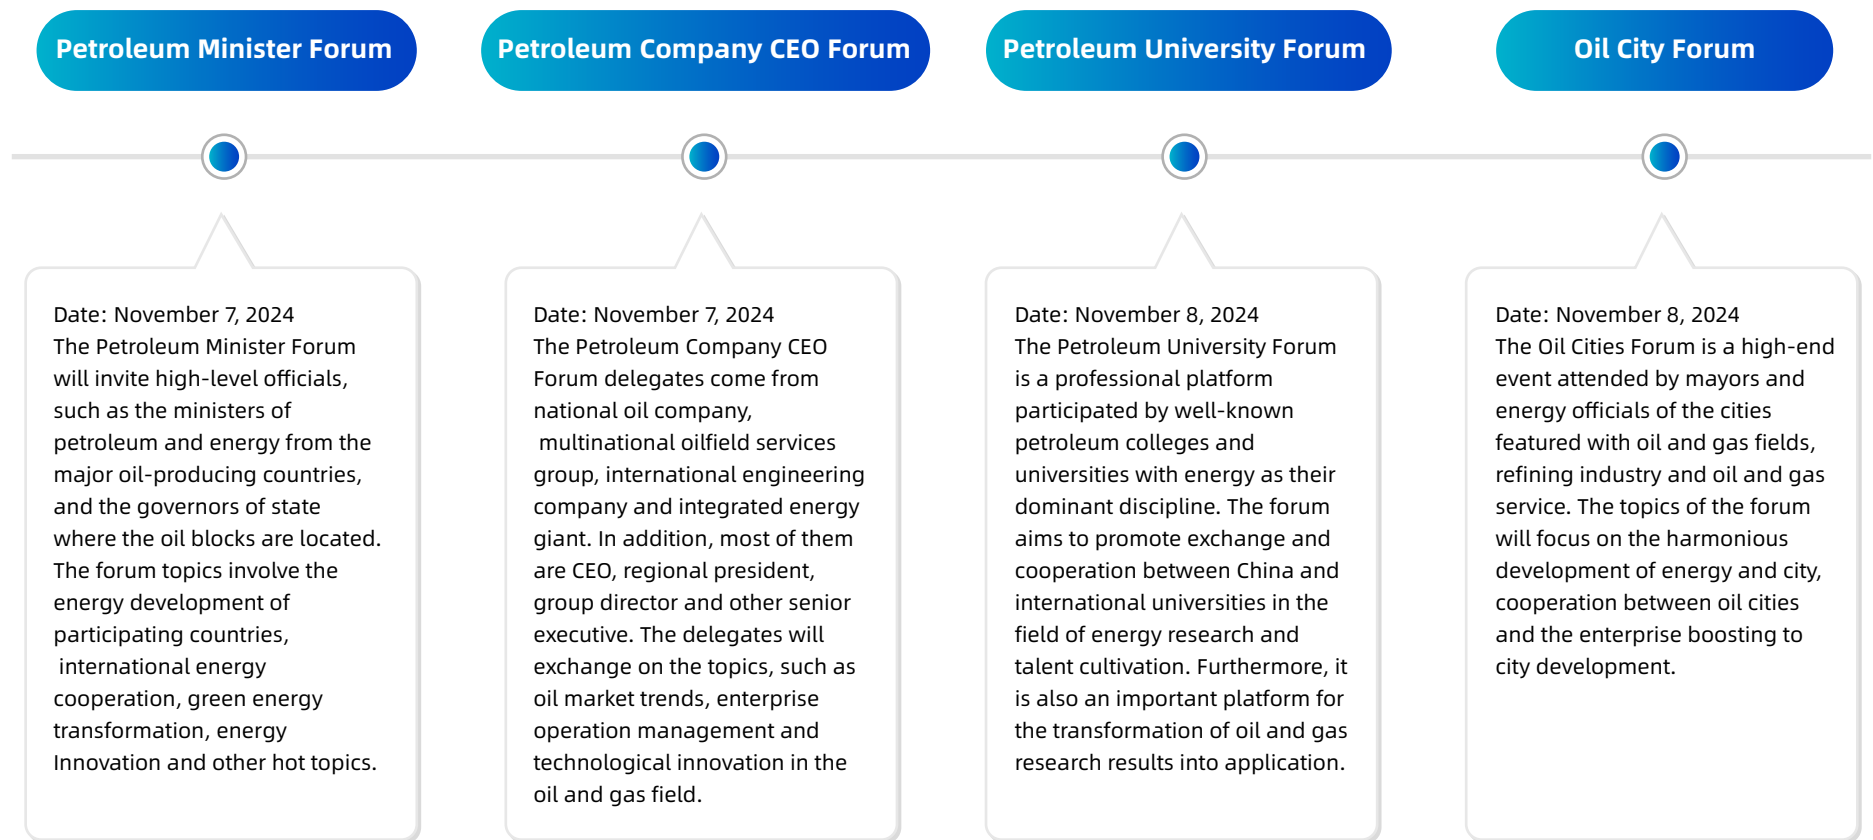 Petroleum Minister Forum
Petroleum Company CEO Forum
Petroleum University Forum
Oil City Forum
Date: November 7, 2024
The Petroleum Minister Forum
will invite high-level officials,
such as the ministers of
petroleum and energy from the
major oil-producing countries,
and the governors of state
where the oil blocks are located.
The forum topics involve the
energy development of
participating countries,
international energy
cooperation, green energy
transformation, energy
Innovation and other hot topics.
Date: November 7, 2024
The Petroleum Company CEO
Forum delegates come from
national oil company,
multinational oilfield services
group, international engineering
company and integrated energy
giant. In addition, most of them
are CEO, regional president,
group director and other senior
executive. The delegates will
exchange on the topics, such as
oil market trends, enterprise
operation management and
technological innovation in the
oil and gas field.
Date: November 8, 2024
The Petroleum University Forum
is a professional platform
participated by well-known
petroleum colleges and
universities with energy as their
dominant discipline. The forum
aims to promote exchange and
cooperation between China and
international universities in the
field of energy research and
talent cultivation. Furthermore, it
is also an important platform for
the transformation of oil and gas
research results into application.
Date: November 8, 2024
The Oil Cities Forum is a high-end
event attended by mayors and
energy officials of the cities
featured with oil and gas fields,
refining industry and oil and gas
service. The topics of the forum
will focus on the harmonious
development of energy and city,
cooperation between oil cities
and the enterprise boosting to
city development.